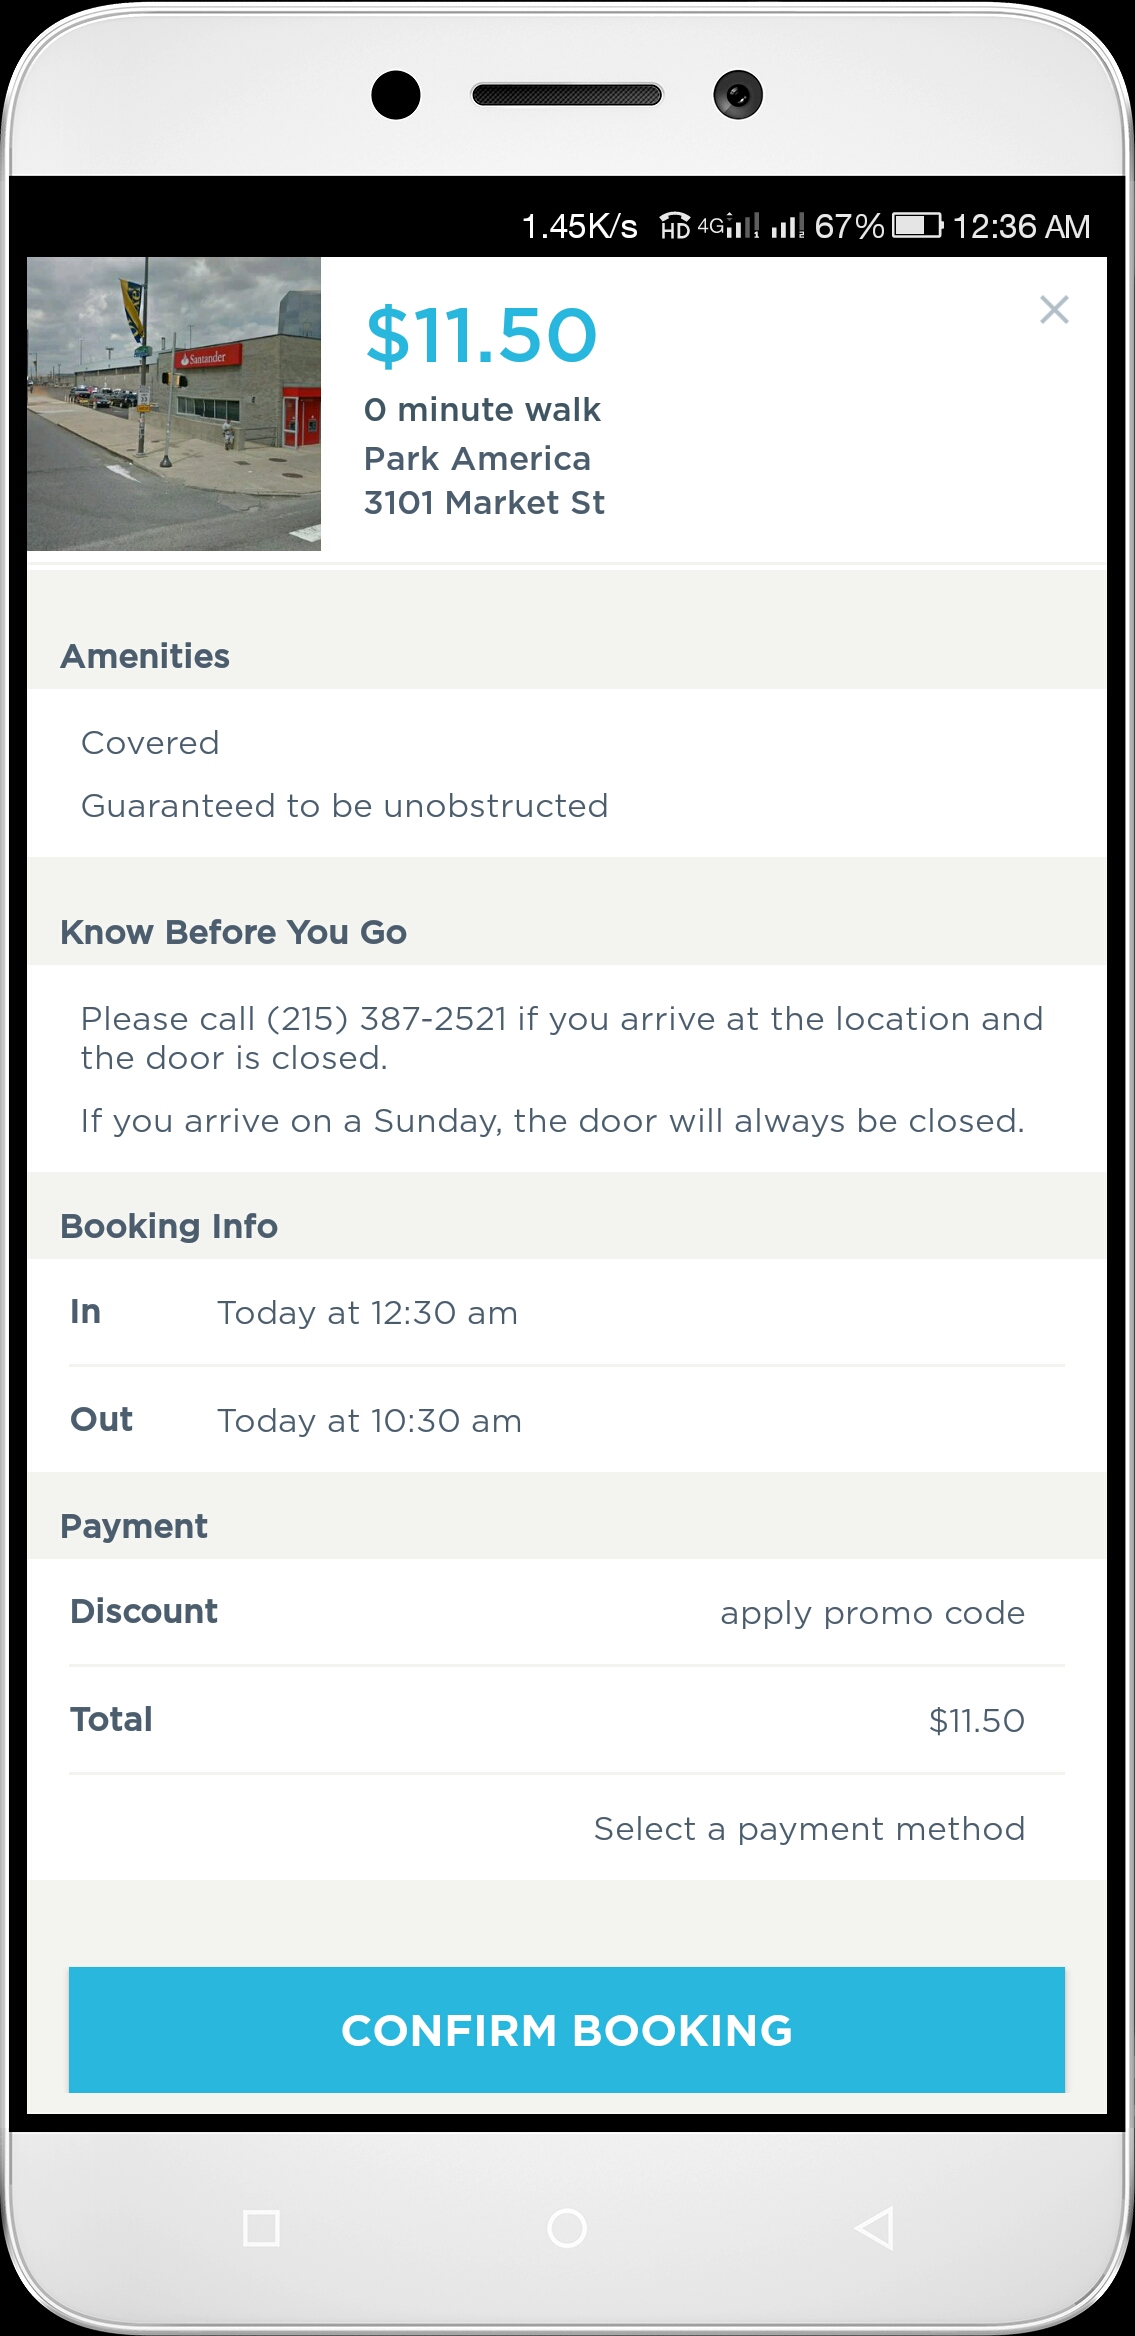 1.45K/s HD 4G 67% 12:36 AM
Santander
$11.50
0 minute walk
Park America
3101 Market St
Amenities
Covered
Guaranteed to be unobstructed
Know Before You Go
Please call (215) 387-2521 if you arrive at the location and
the door is closed.
If you arrive on a Sunday, the door will always be closed.
Booking Info
In Today at 12:30 am
Out Today at 10:30 am
Payment
Discount apply promo code
Total $11.50
Select a payment method
CONFIRM BOOKING